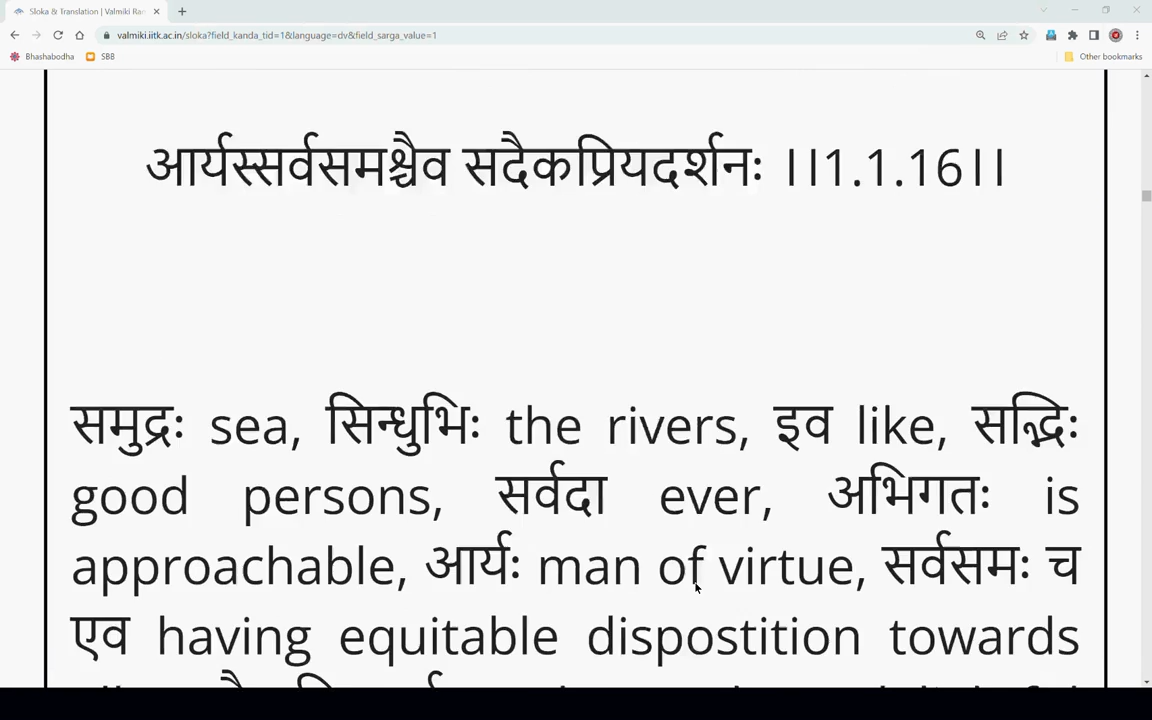 Sloka & Translation | Valmiki Ra
valmiki.iitk.ac.in/sloka?field_kanda_tid=1&language=dv&field_sarga_value=1
Bhashabodha SBB Other bookmarks
आर्यस्सर्वसमश्चैव सदैकप्रियदर्शनः ।।1.1.16।।
समुद्रः sea, सिन्धुभिः the rivers, इव like, सद्भिः
good persons, सर्वदा ever, अभिगतः is
approachable, आर्यः man of virtue, सर्वसमः च
एव having equitable dispostition towards